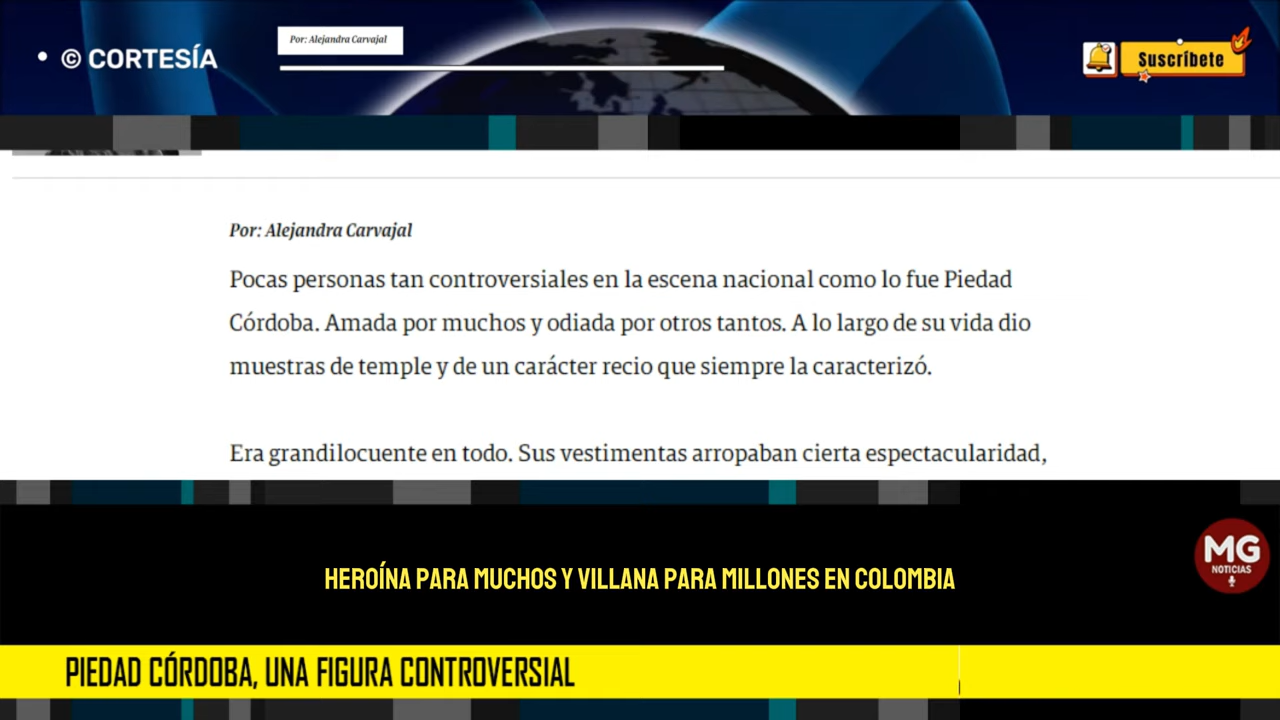 • © CORTESÍA
Por: Alejandra Carvajal
Suscríbete
Por: Alejandra Carvajal
Pocas personas tan controversiales en la escena nacional como lo fue Piedad
Córdoba. Amada por muchos y odiada por otros tantos. A lo largo de su vida dio
muestras de temple y de un carácter recio que siempre la caracterizó.
Era grandilocuente en todo. Sus vestimentas arropaban cierta espectacularidad,
HEROÍNA PARA MUCHOS Y VILLANA PARA MILLONES EN COLOMBIA
MG
NOTICIAS
PIEDAD CÓRDOBA, UNA FIGURA CONTROVERSIAL